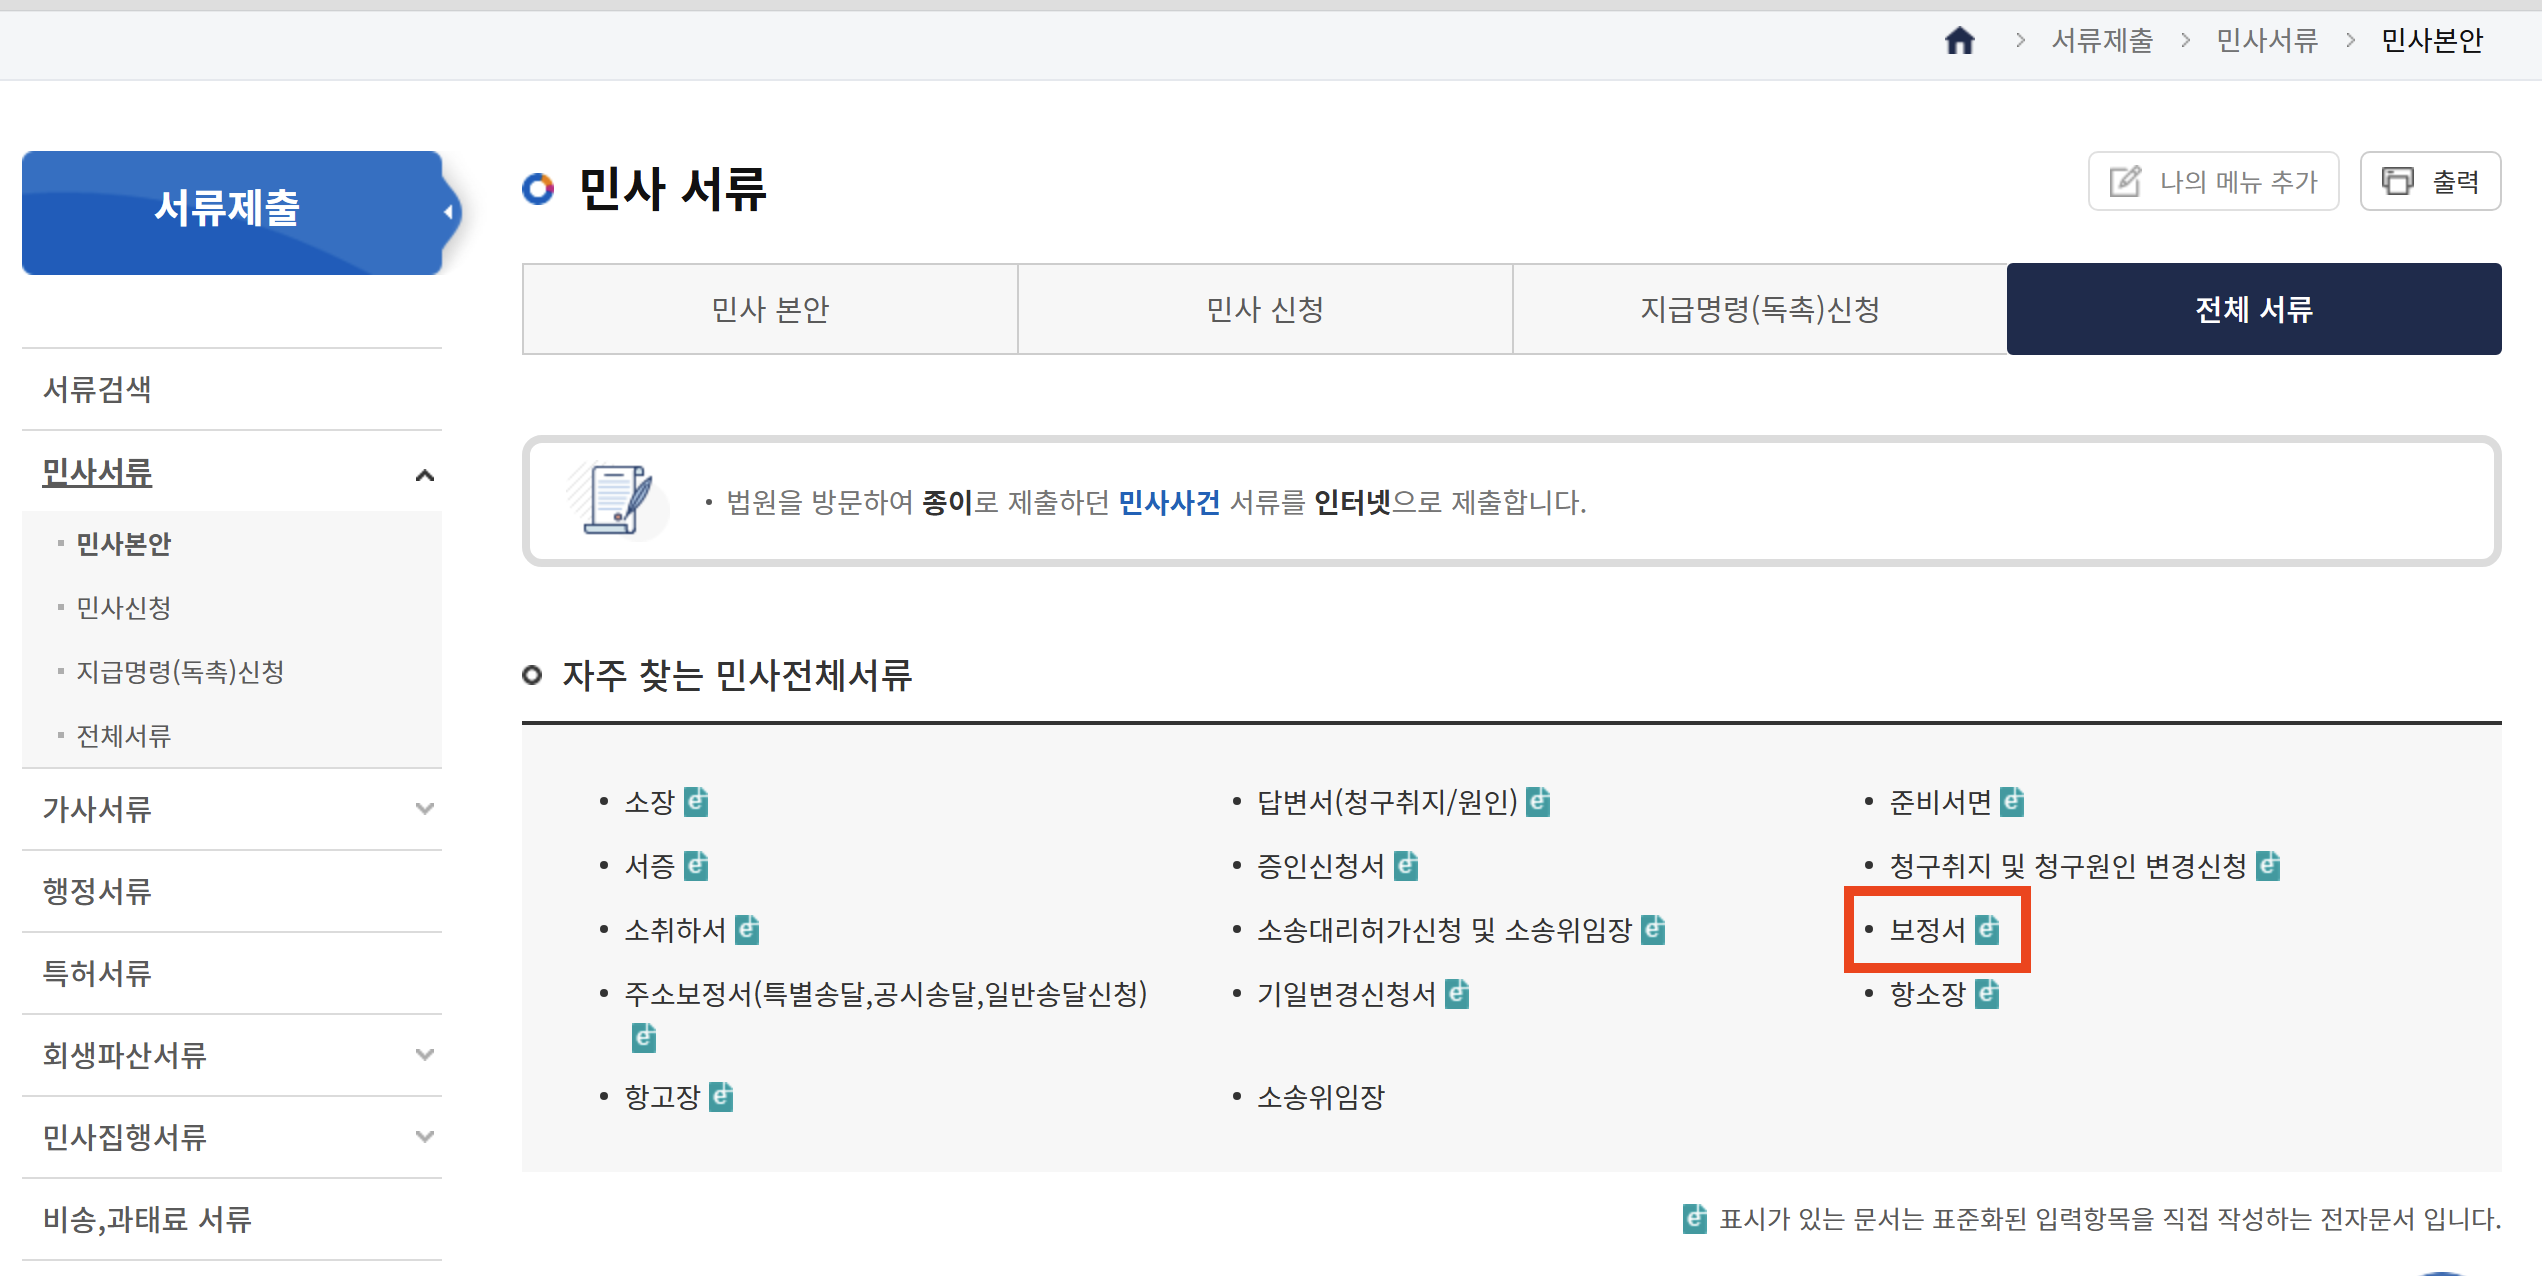 서류제출 민사서류 민사본안
서류제출
서류검색
민사서류
민사본안
민사신청
지급명령(독촉)신청
전체서류
가사서류
행정서류
특허서류
회생파산서류
민사집행서류
비송,과태료 서류
민사 서류
나의 메뉴 추가
출력
민사 본안
민사 신청
지급명령(독촉)신청
전체 서류
· 법원을 방문하여 종이로 제출하던 민사사건 서류를 인터넷으로 제출합니다.
자주 찾는 민사전체서류
• 소장 e
• 답변서(청구취지/원인) e
• 준비서면 e
• 서증 e
• 증인신청서 e
• 청구취지 및 청구원인 변경신청 e
• 소취하서 e
• 소송대리허가신청 및 소송위임장 e
• 보정서 e
• 주소보정서(특별송달,공시송달,일반송달신청)
e
• 기일변경신청서 e
• 항소장 e
• 항고장 e
• 소송위임장
e 표시가 있는 문서는 표준화된 입력항목을 직접 작성하는 전자문서 입니다.